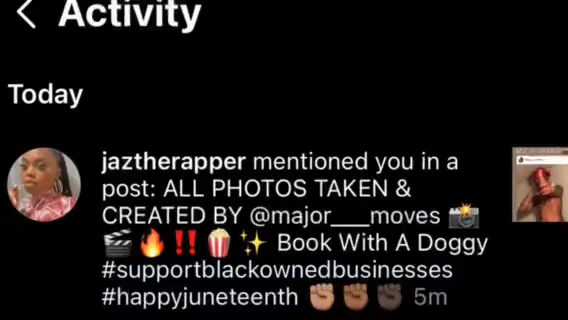 Activity
Today
jaztherapper mentioned you in a
post: ALL PHOTOS TAKEN &
CREATED BY @major___moves 📸
🎬🔥‼️🍿✨ Book With A Doggy
#supportblackownedbusinesses
#happyjuneteenth ✊🏽✊🏾✊🏿 5m